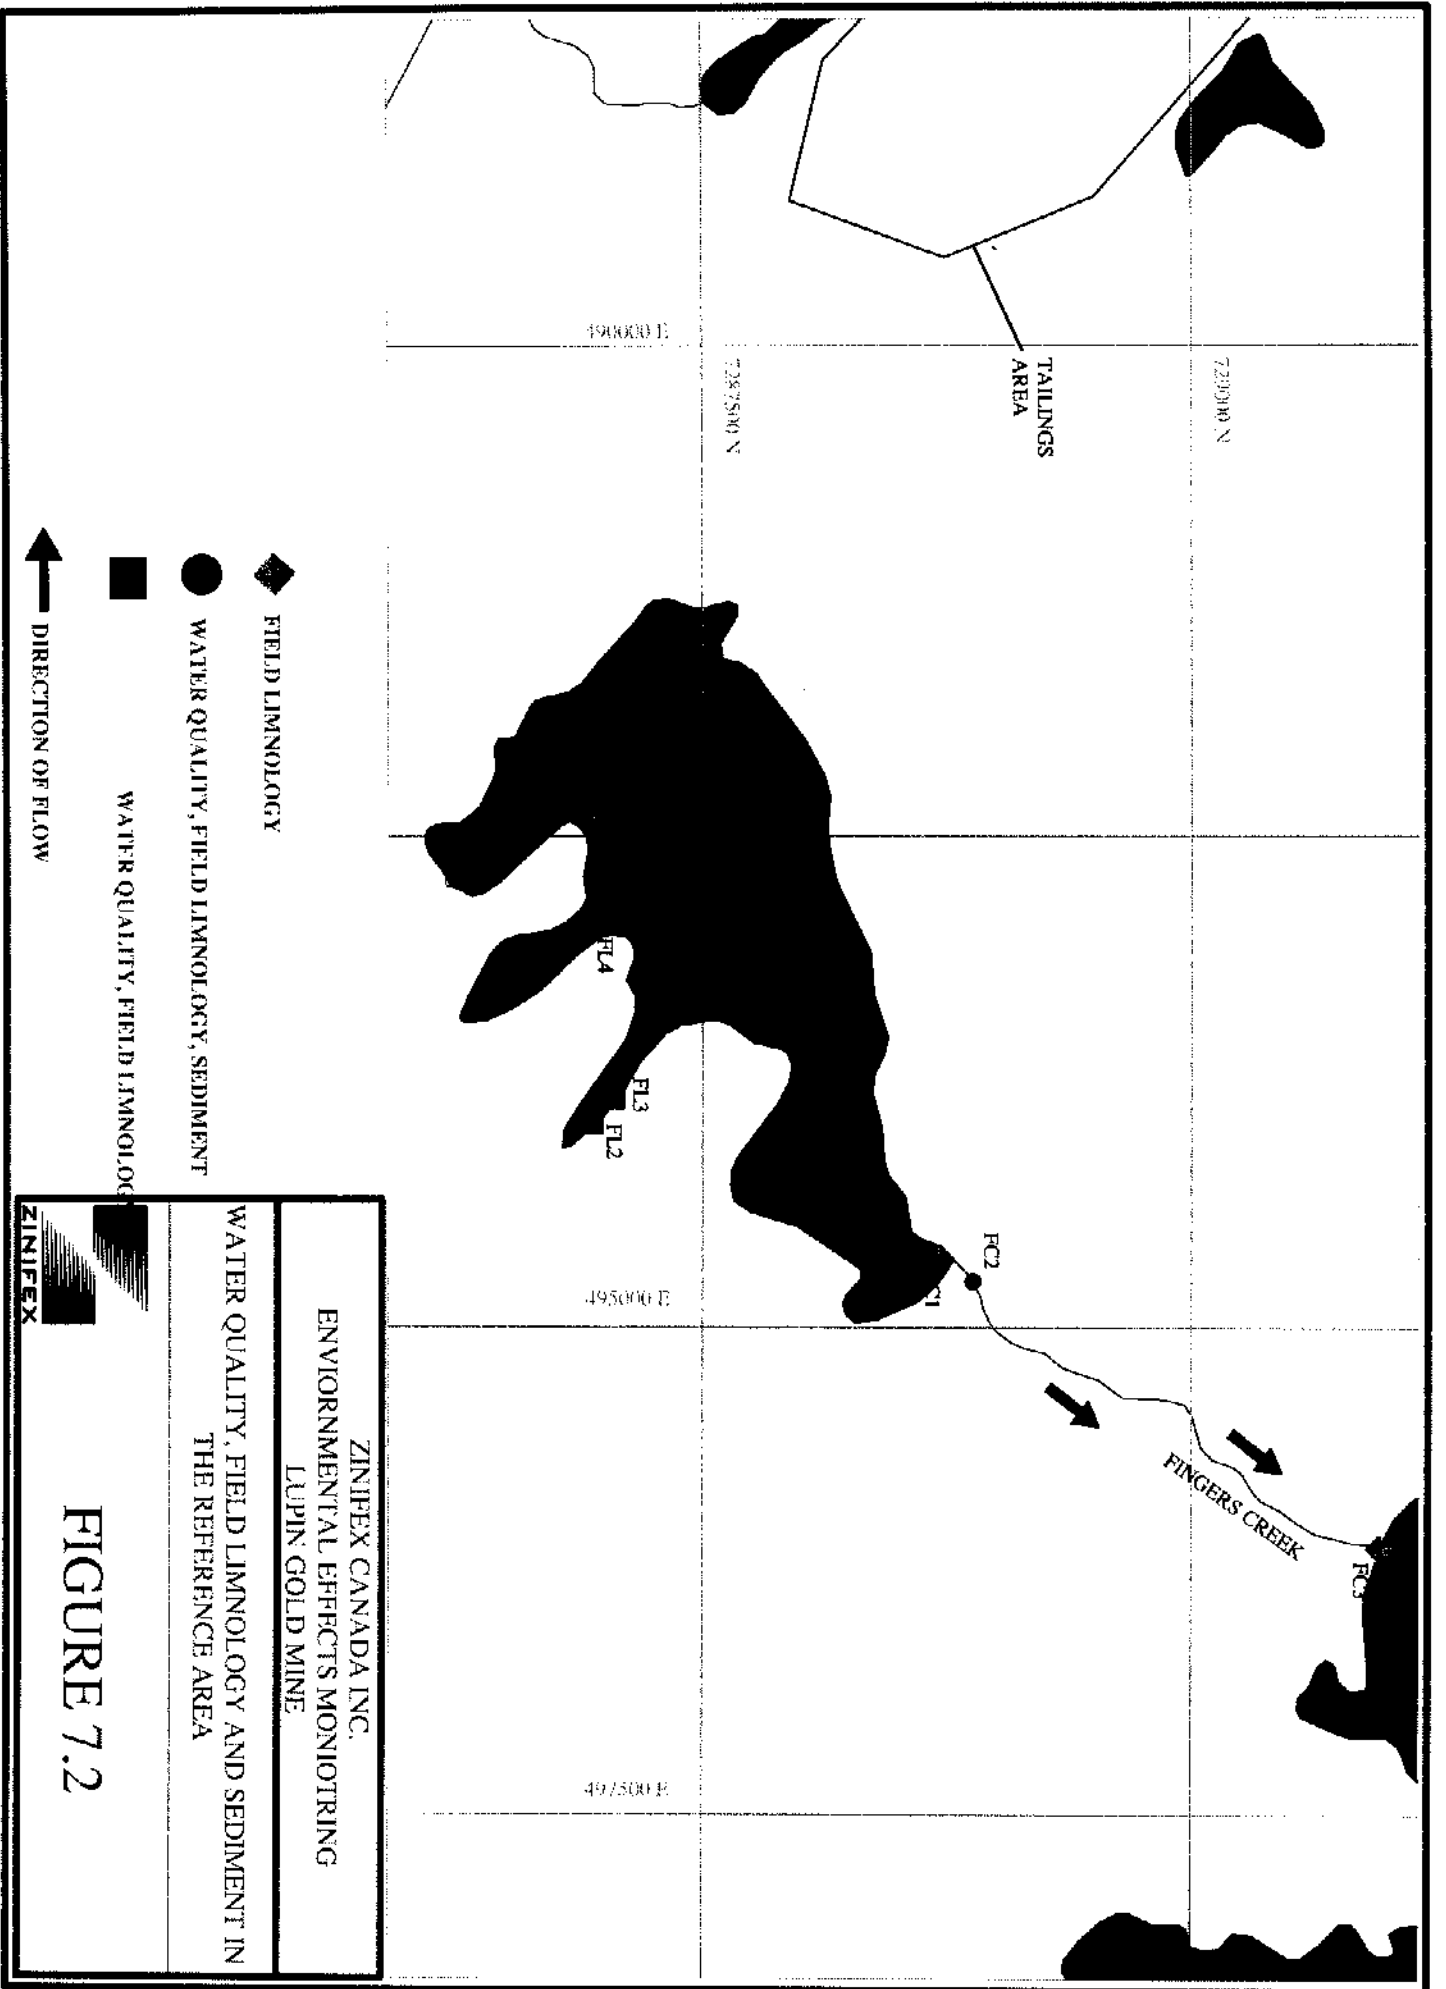 TAILINGS
AREA
490000 E
7287500 N
FL4
FL3
FL2
FC2
495000 E
FINGERS CREEK
FC3
497500 E
FIELD LIMNOLOGY
WATER QUALITY, FIELD LIMNOLOGY, SEDIMENT
WATER QUALITY, FIELD LIMNOLOG
DIRECTION OF FLOW
ZINIFEX CANADA INC.
ENVIORNMENTAL EFFECTS MONIOTRING
LUPIN GOLD MINE
WATER QUALITY, FIELD LIMNOLOGY AND SEDIMENT IN
THE REFERENCE AREA
ZINIFEX
FIGURE 7.2